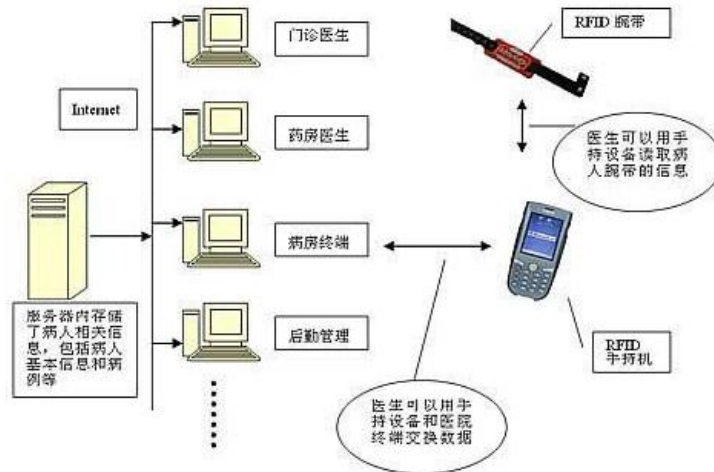 门诊医生
RFID 腕带
Internet
药房医生
医生可以用手
持设备读取病
人腕带的信息
病房终端
服务器内存储
了病人相关信
息，包括病人
基本信息和病
例等
后勤管理
RFID
手持机
医生可以用手
持设备和医院
终端交换数据